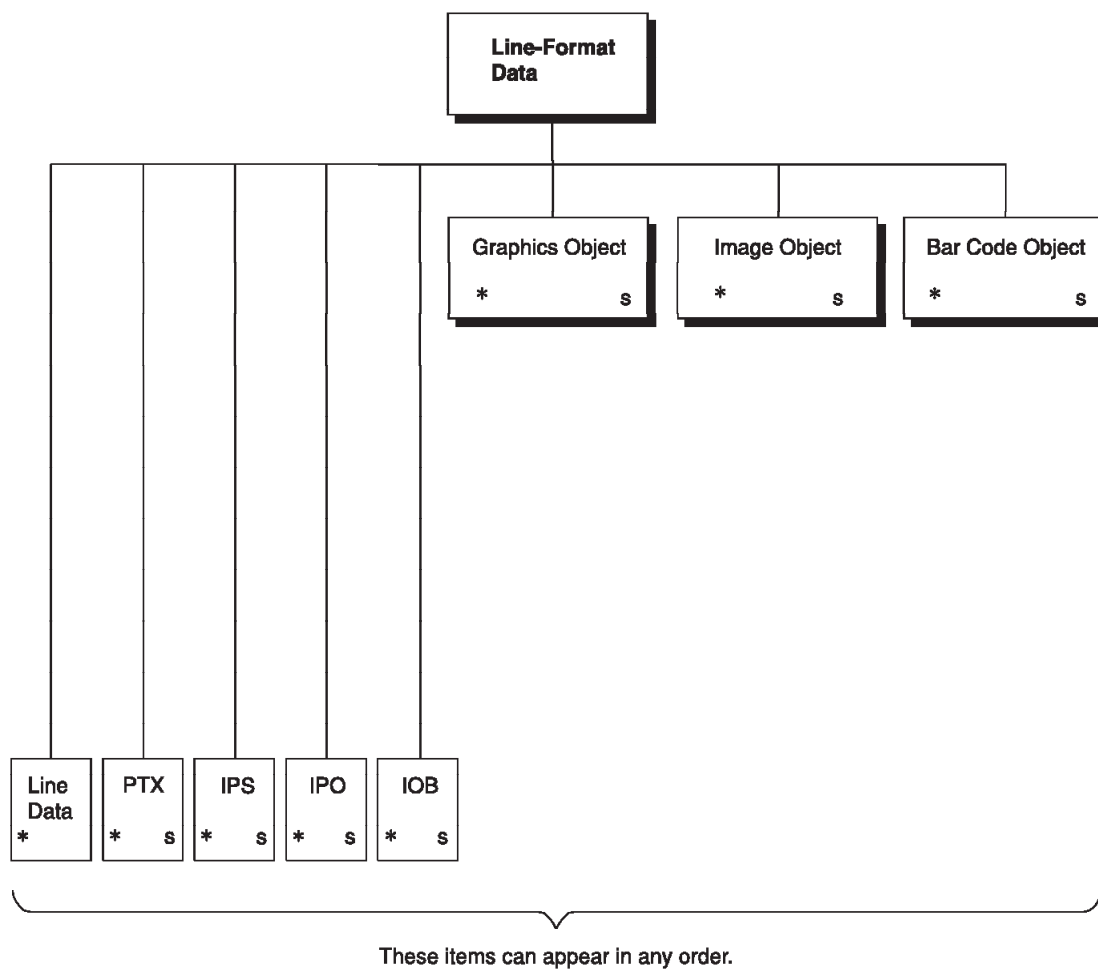 Line-Format
Data
Graphics Object
* s
Image Object
* s
Bar Code Object
* s
Line
Data
*
PTX
* s
IPS
* s
IPO
* s
IOB
* s
These items can appear in any order.